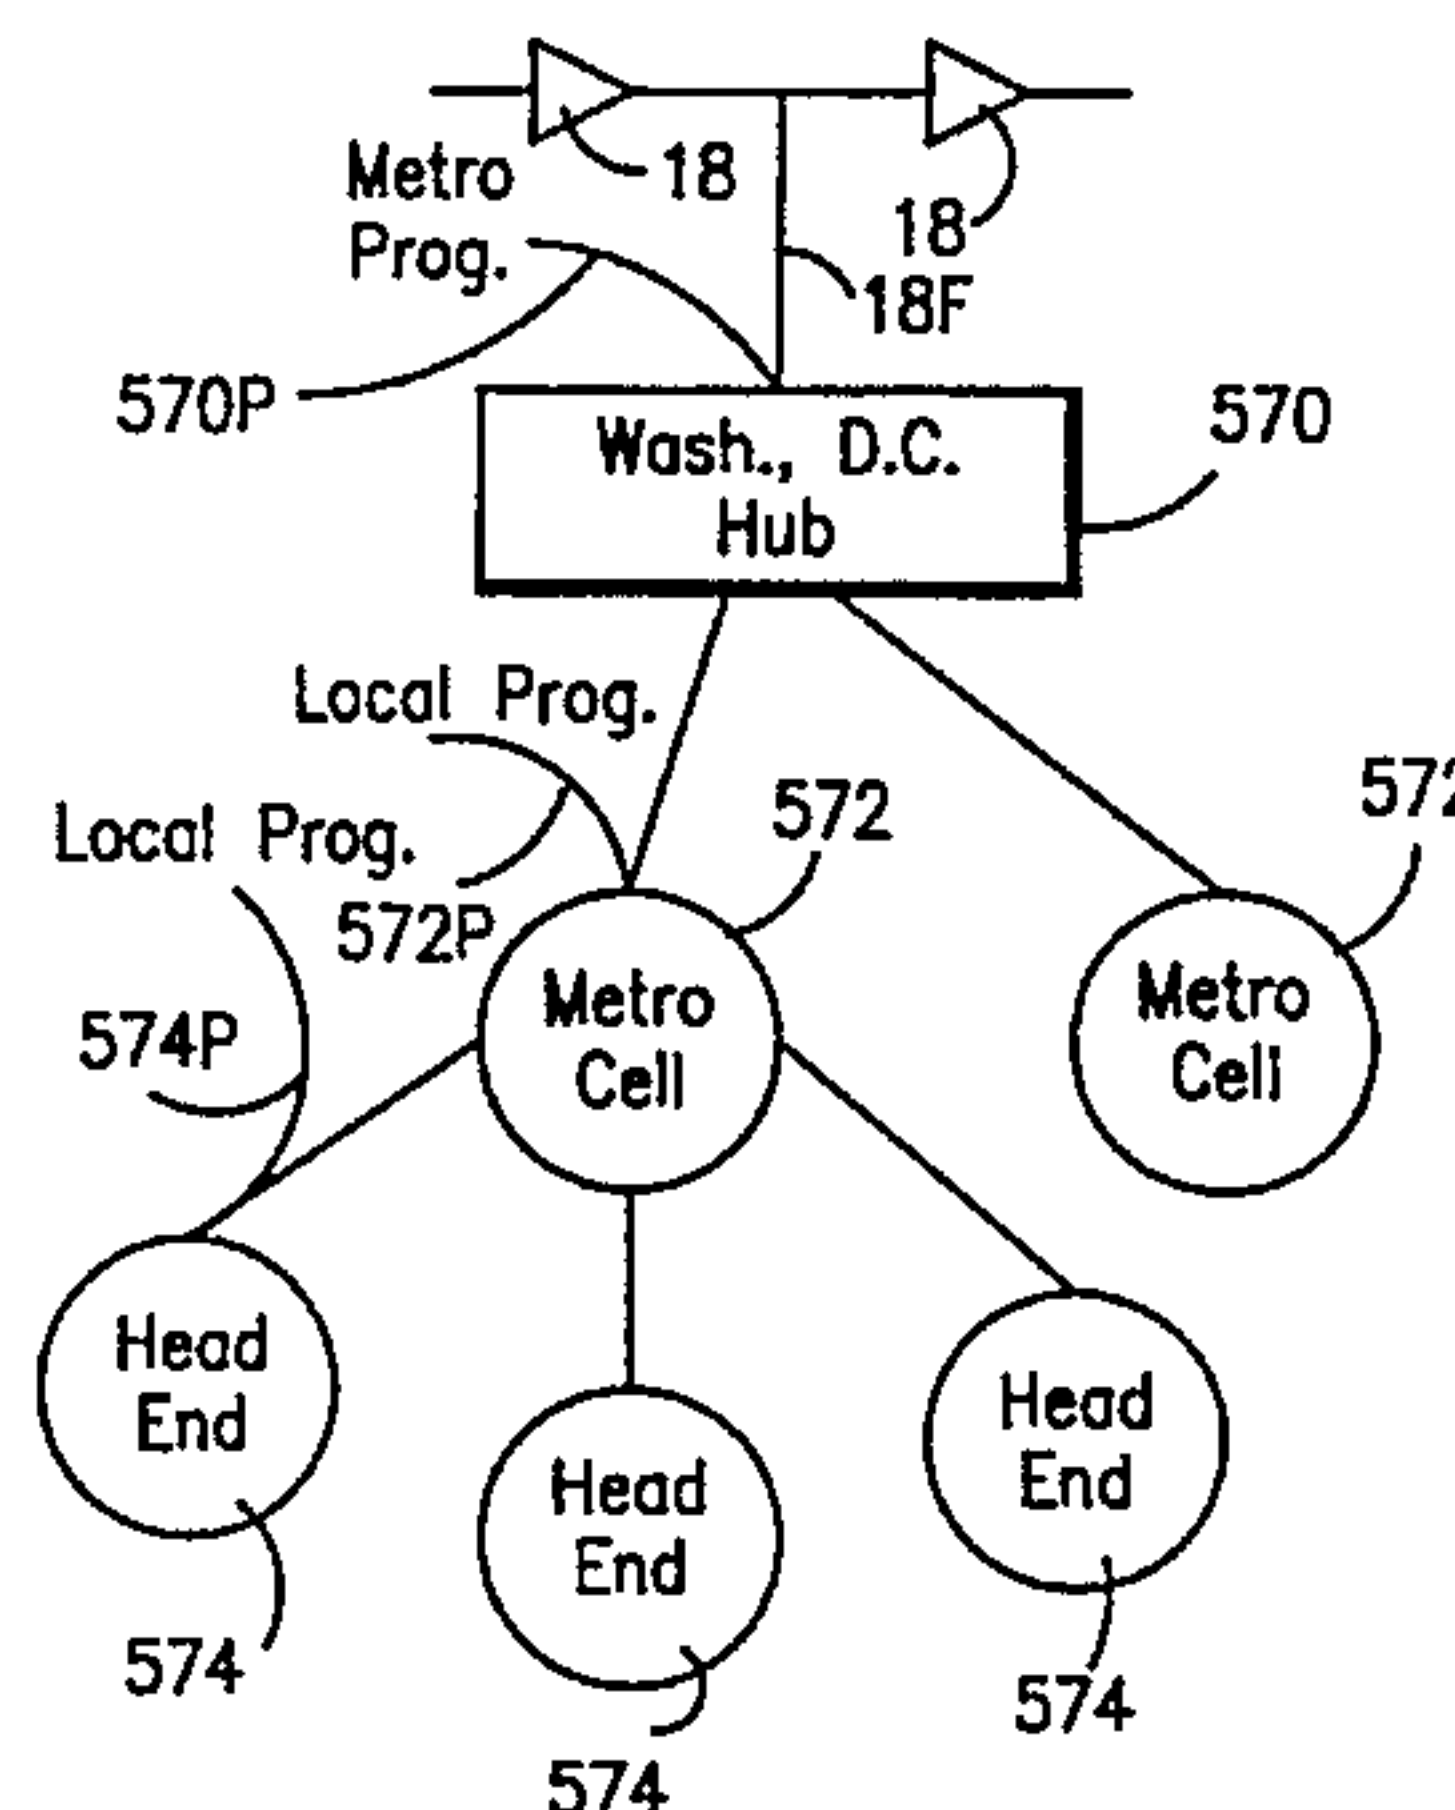 Metro
Prog.
18
18
18F
570P
570
Wash., D.C.
Hub
Local Prog.
572
572
Local Prog.
572P
574P
Metro
Cell
Metro
Cell
Head
End
Head
End
Head
End
574
574
574